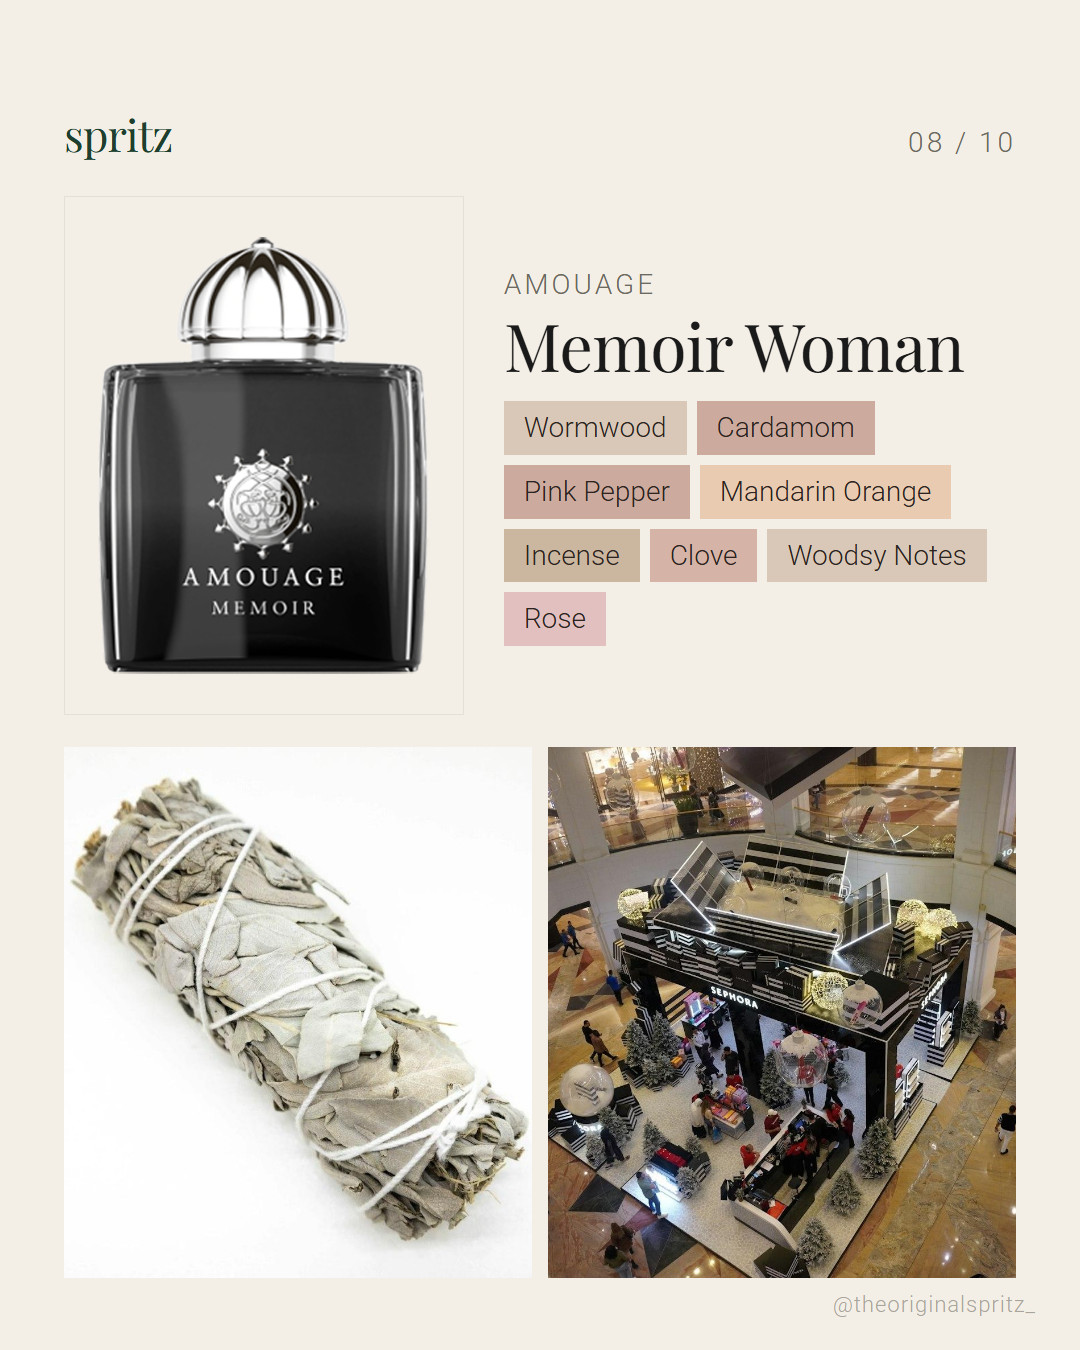 spritz
08 / 10
AMOUAGE
Memoir Woman
Wormwood
Cardamom
Pink Pepper
Mandarin Orange
Incense
Clove
Woodsy Notes
Rose
AMOUAGE
MEMOIR
SEPHORA
SEPHORA
@theoriginalspritz_